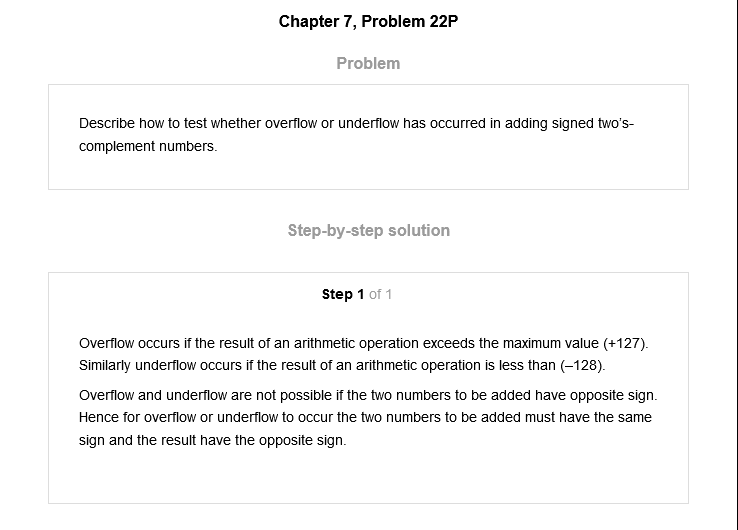 Chapter 7, Problem 22P
Problem
Describe how to test whether overflow or underflow has occurred in adding signed two's-
complement numbers.
Step-by-step solution
Step 1 of 1
Overflow occurs if the result of an arithmetic operation exceeds the maximum value (+127).
Similarly underflow occurs if the result of an arithmetic operation is less than (–128).
Overflow and underflow are not possible if the two numbers to be added have opposite sign.
Hence for overflow or underflow to occur the two numbers to be added must have the same
sign and the result have the opposite sign.